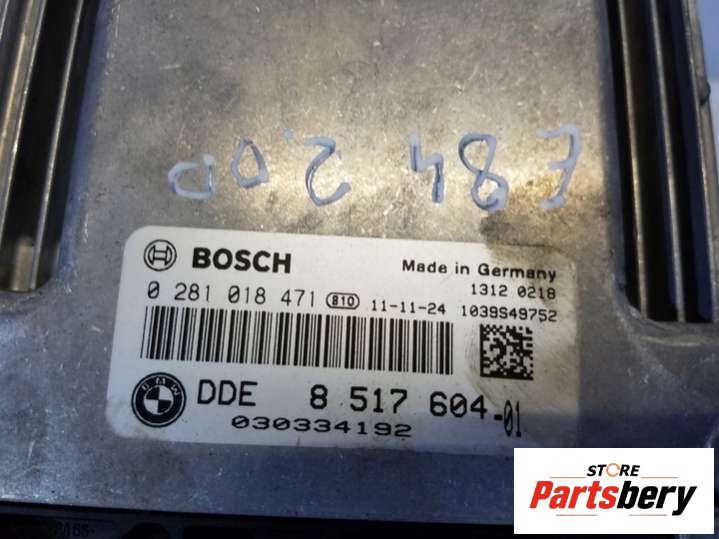 E84 2.0D
BOSCH
Made in Germany
1312 0218
0 281 018 471 810 11-11-24 1039S49752
BMW
DDE 8 517 604-01
030334192
STORE
Partsbery